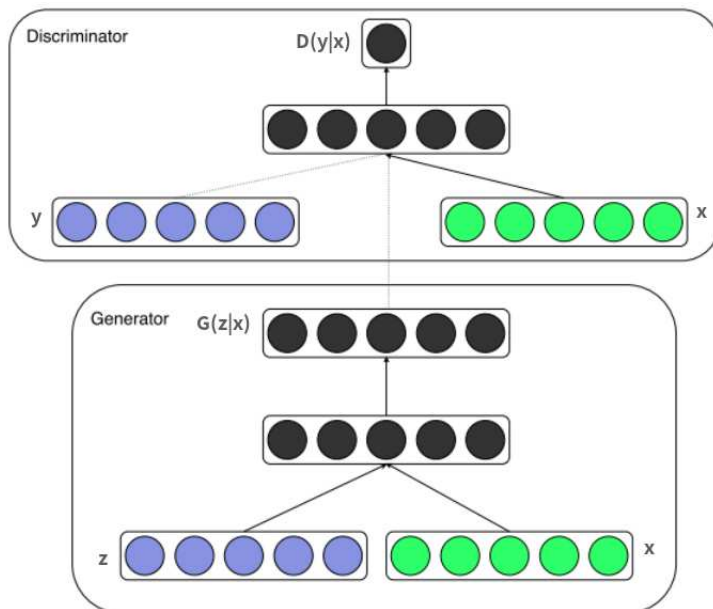 Discriminator
D(y|x)
y
x
Generator
G(z|x)
z
x